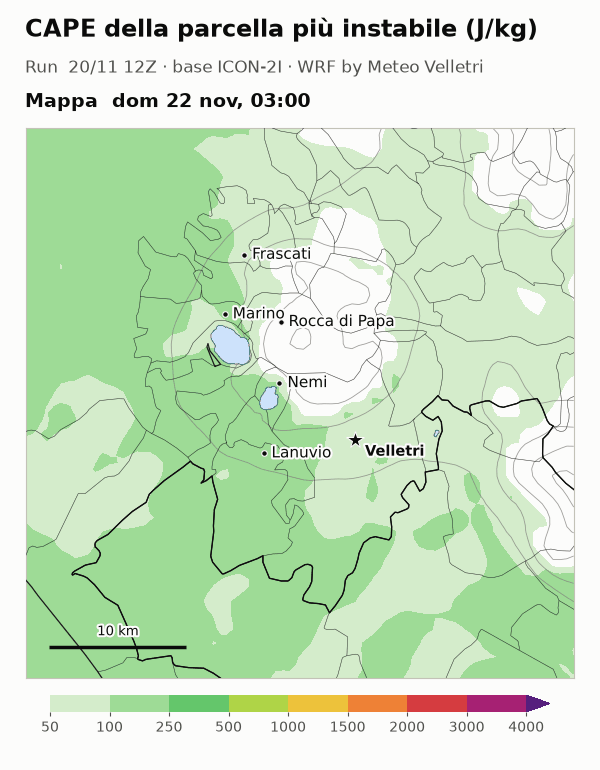 CAPE della parcella più instabile (J/kg)
Run  20/11 12Z · base ICON-2I · WRF by Meteo Velletri
Mappa  dom 22 nov, 03:00
Frascati
Marino
Rocca di Papa
Nemi
Velletri
Lanuvio
10 km
50 100 250 500 1000 1500 2000 3000 4000